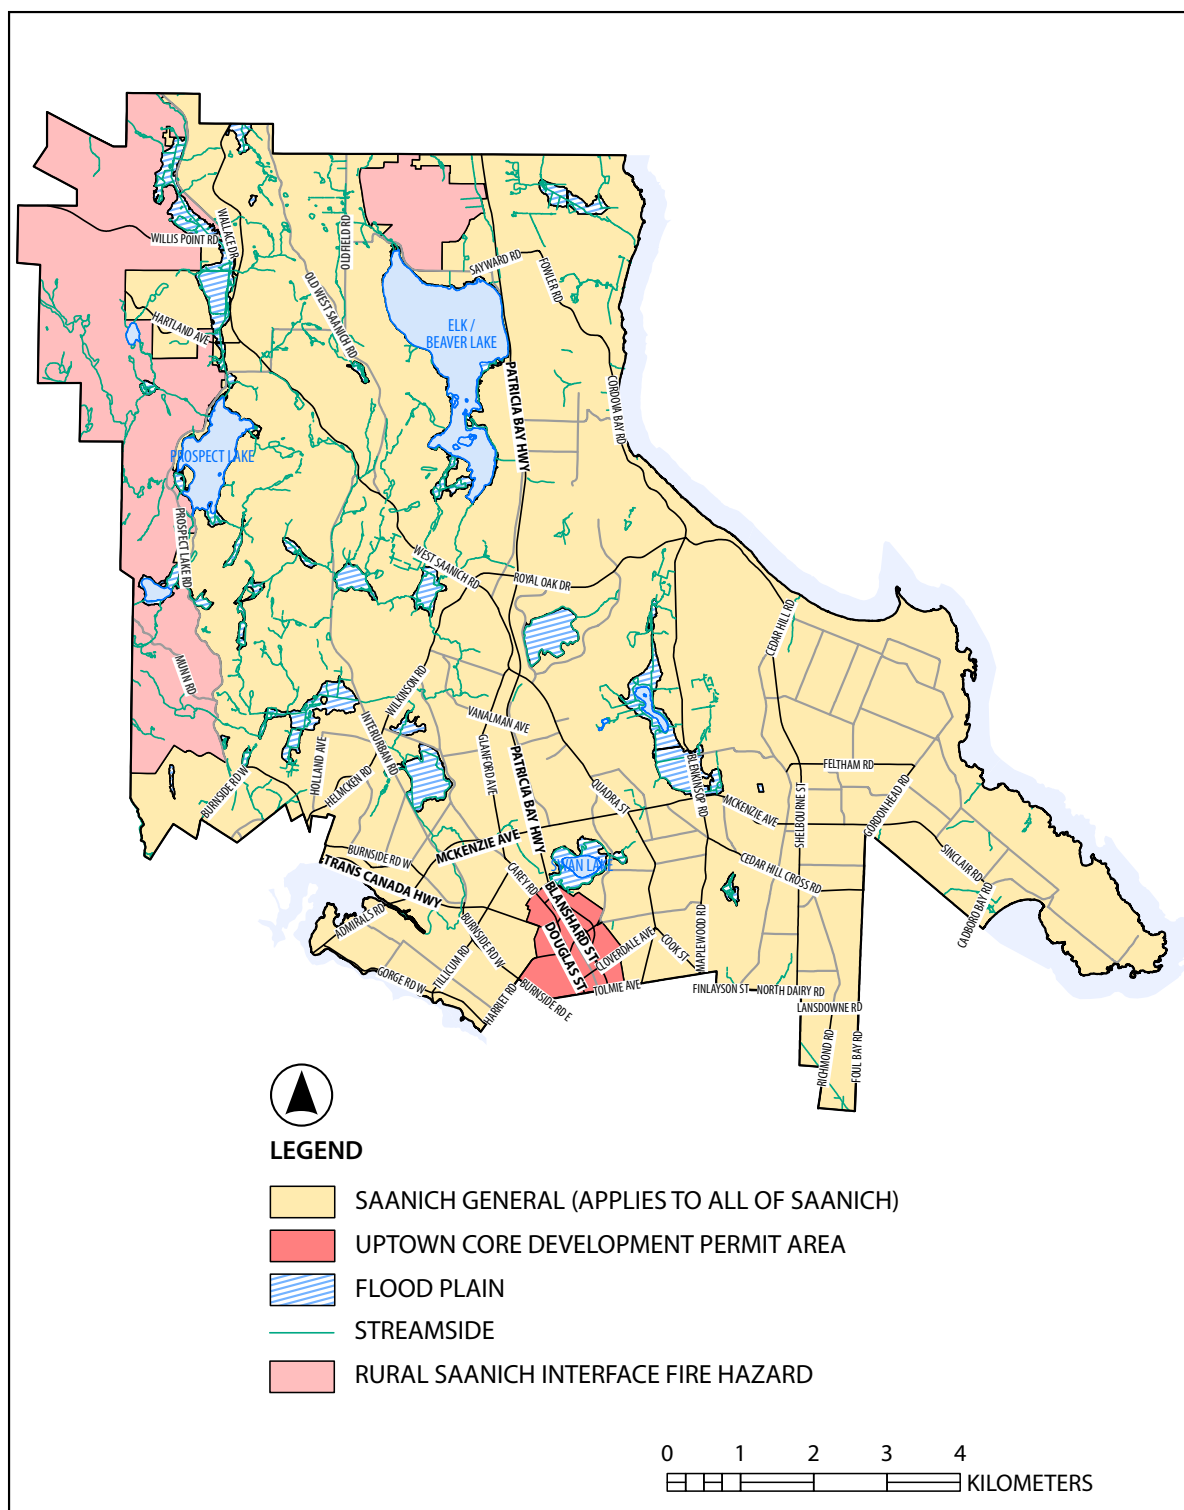 WILLIS POINT RD
WALLACE DR
OLDFIELD RD
SAYWARD RD
FOWLER RD
OLD WEST SAANICH RD
HARTLAND AVE
ELK /
BEAVER LAKE
PATRICIA BAY HWY
CORDOVA BAY RD
PROSPECT LAKE
PROSPECT LAKE RD
WEST SAANICH RD
ROYAL OAK DR
CEDAR HILL RD
MUNN RD
WILKINSON RD
VANALMAN AVE
INTERURBAN RD
HOLLAND AVE
GLANFORD AVE
PATRICIA BAY HWY
BURNSIDE RD W
HELMCKEN RD
QUADRA ST
BLENKINSOP RD
FELTHAM RD
MCKENZIE AVE
SHELBOURNE ST
GORDON HEAD RD
BURNSIDE RD W
MCKENZIE AVE
TRANS CANADA HWY
CAREY RD
SWAN LAKE
CEDAR HILL CROSS RD
SINCLAIR RD
CADBORO BAY RD
ADMIRALS RD
BLANSHARD ST
DOUGLAS ST
BURNSIDE RD W
TILLICUM RD
CLOVERDALE AVE
COOK ST
MAPLEWOOD RD
GORGE RD W
HARRIET RD
BURNSIDE RD E
TOLMIE AVE
FINLAYSON ST
NORTH DAIRY RD
LANSDOWNE RD
RICHMOND RD
FOUL BAY RD
LEGEND
SAANICH GENERAL (APPLIES TO ALL OF SAANICH)
UPTOWN CORE DEVELOPMENT PERMIT AREA
FLOOD PLAIN
STREAMSIDE
RURAL SAANICH INTERFACE FIRE HAZARD
0 1 2 3 4
KILOMETERS